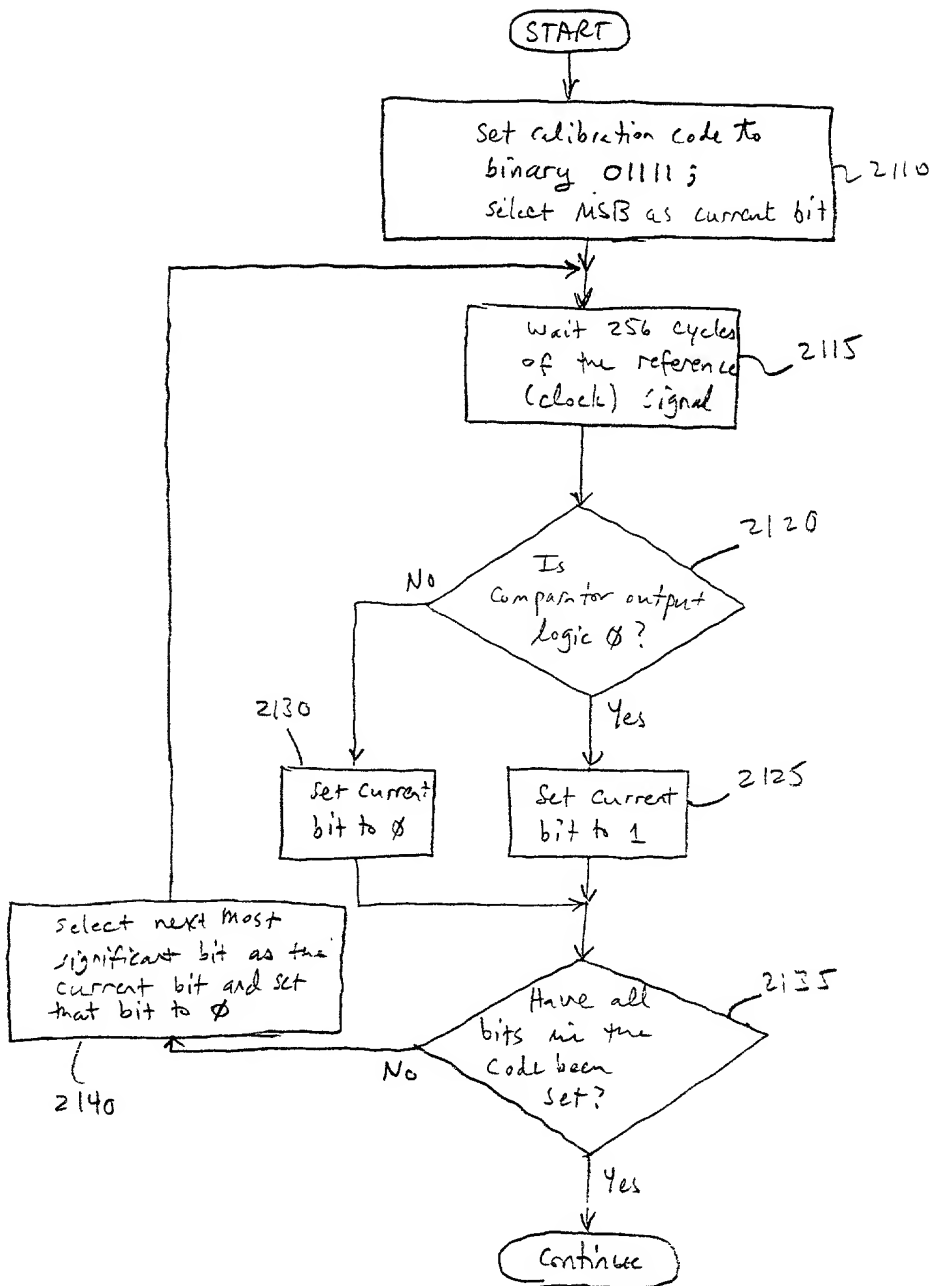 START
Set calibration code to
binary 01111;
select MSB as current bit
2110
Wait 256 cycles
of the reference
(clock) signal
2115
Is
Comparator output
logic ø?
2120
No
Yes
2130
Set current
bit to ø
Set current
bit to 1
2125
Select next most
significant bit as the
current bit and set
that bit to ø
2140
Have all
bits in the
Code been
set?
2135
No
Yes
Continue